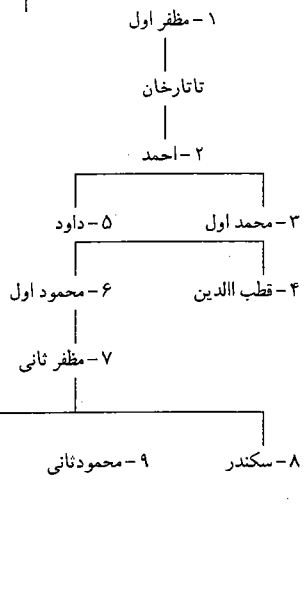 ۱- مظفر اول
تاتارخان
۲- احمد
۳- محمد اول
۵- داود
۴- قطب االدین
۶- محمود اول
۷- مظفر ثانی
۸- سکندر
۹- محمود ثانی